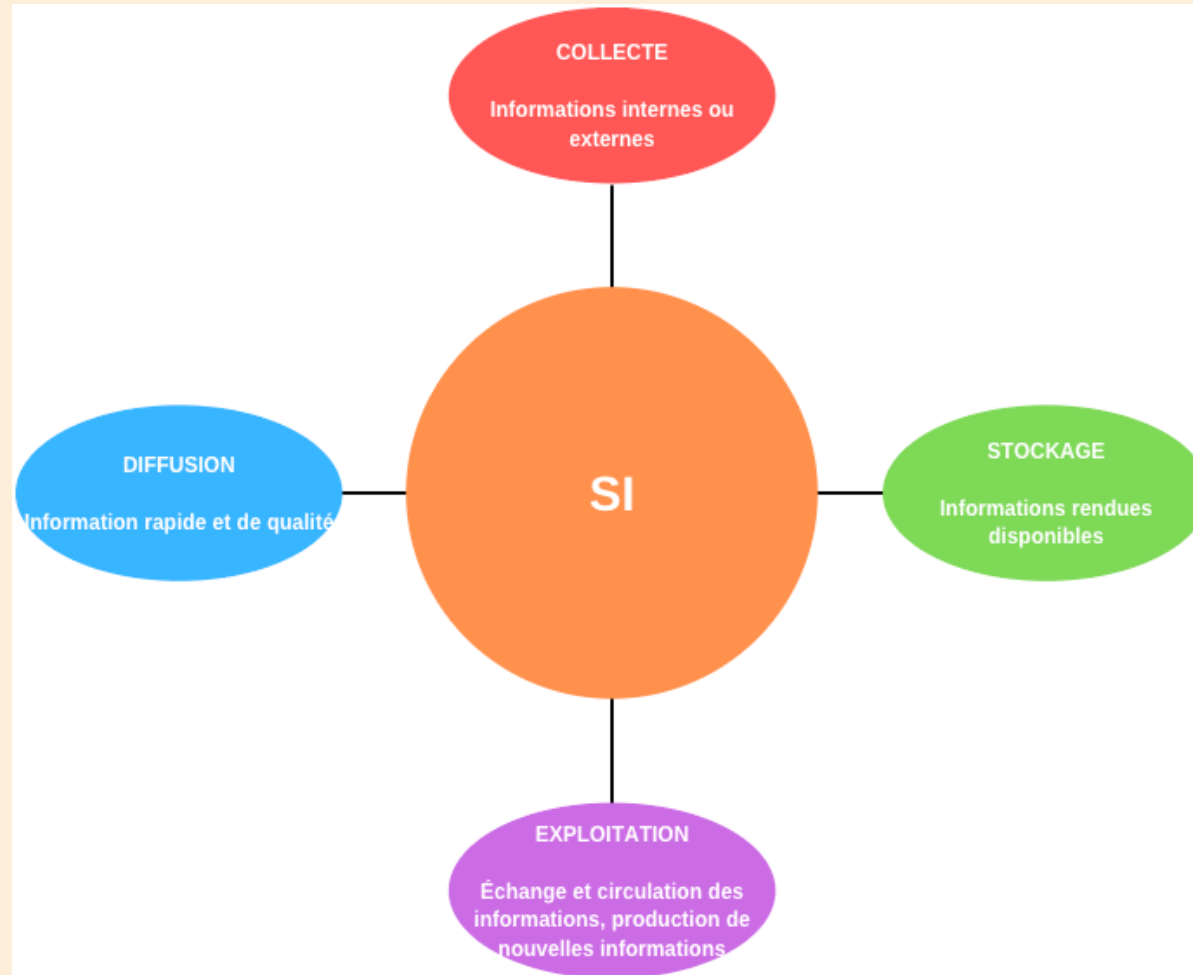 COLLECTE
Informations internes ou
externes
DIFFUSION
Information rapide et de qualité
SI
STOCKAGE
Informations rendues
disponibles
EXPLOITATION
Échange et circulation des
informations, production de
nouvelles informations